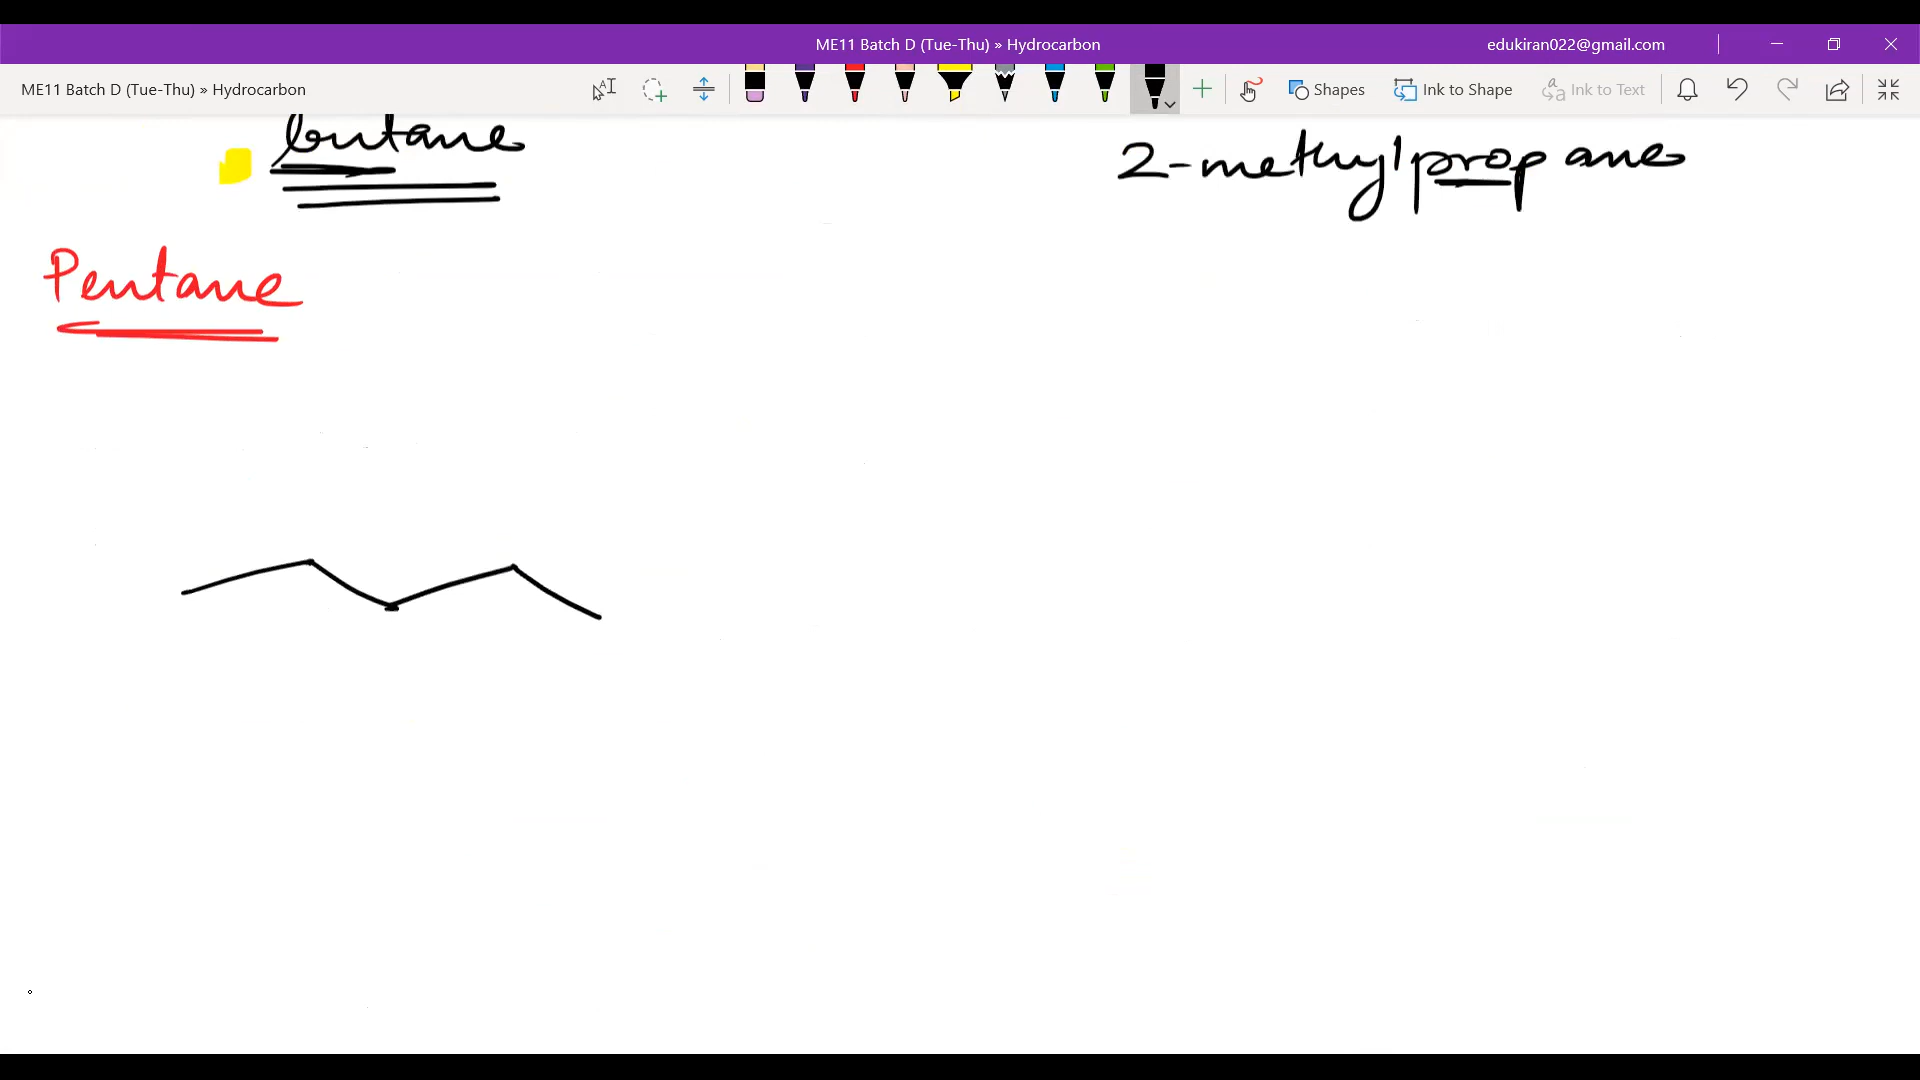 ME11 Batch D (Tue-Thu) » Hydrocarbon
edukiran022@gmail.com
ME11 Batch D (Tue-Thu) » Hydrocarbon
Shapes
Ink to Shape
Ink to Text
butane
2-methylpropane
Pentane